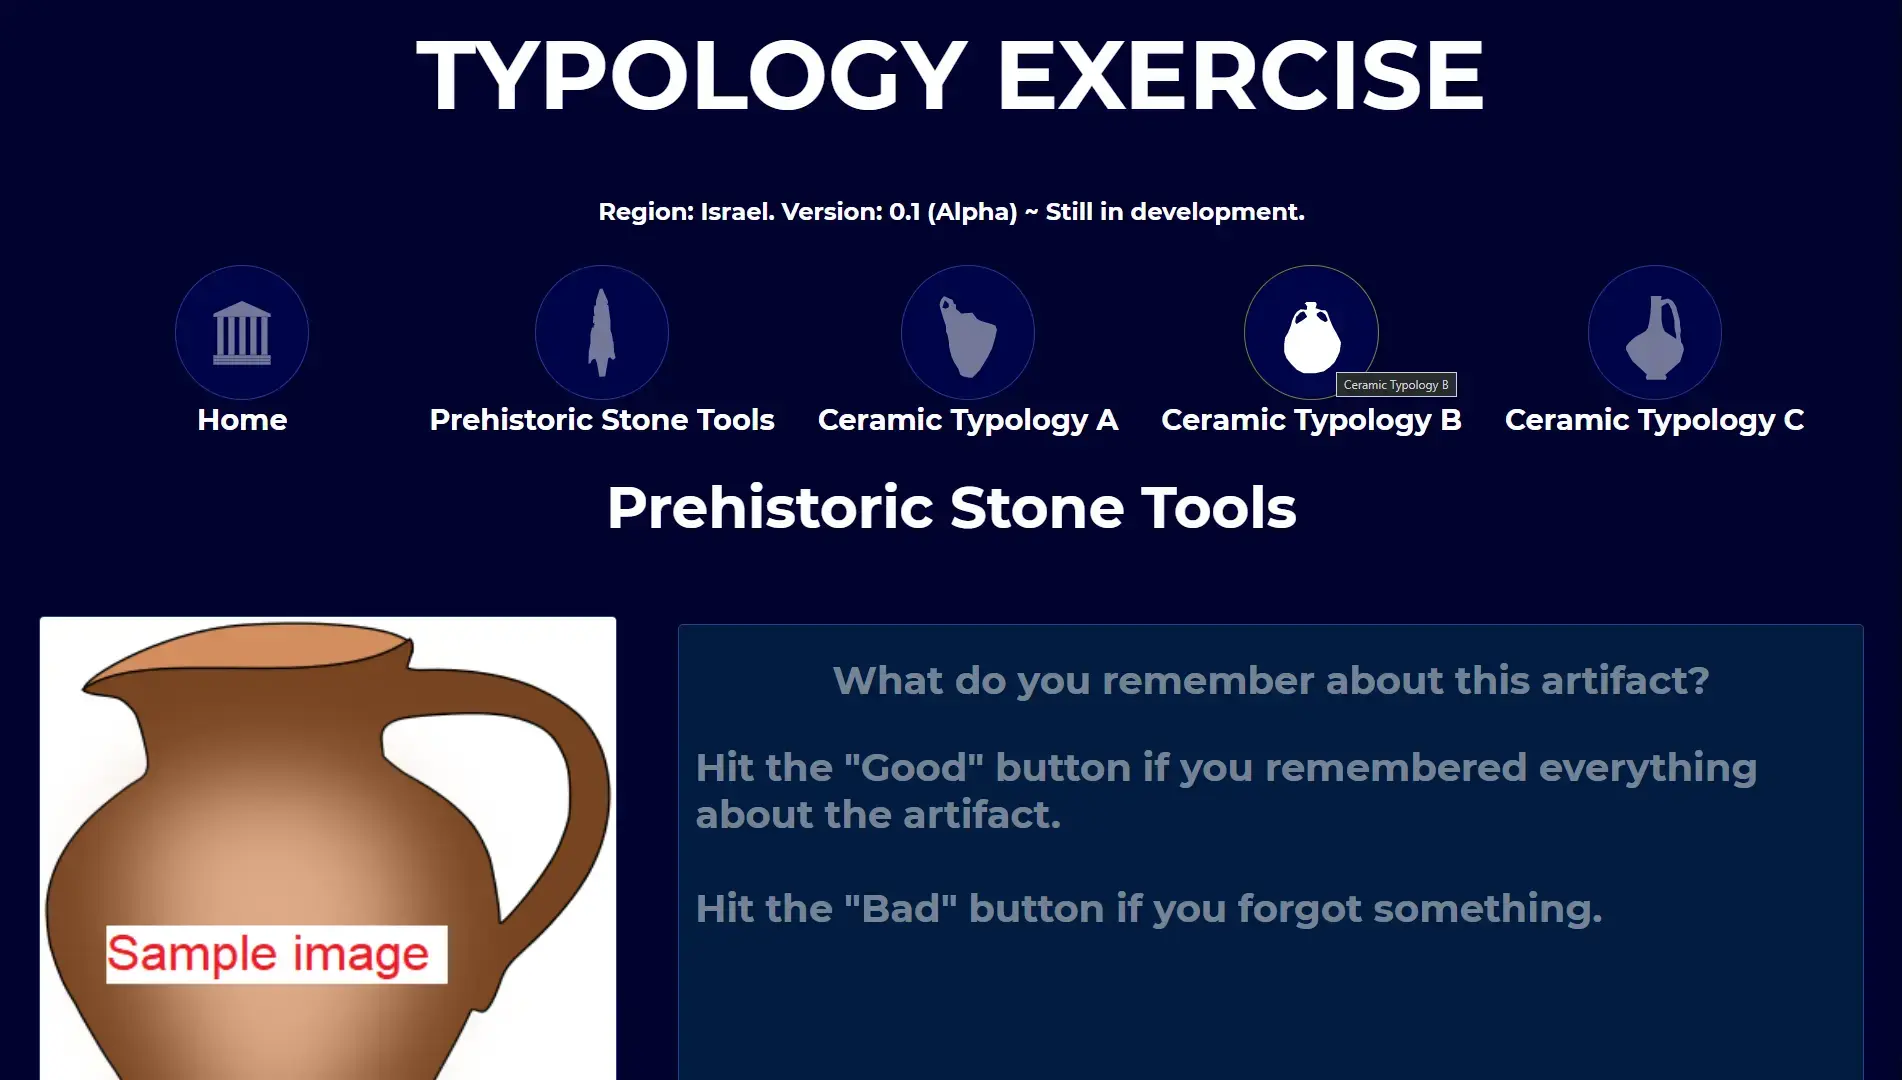 TYPOLOGY EXERCISE
Region: Israel. Version: 0.1 (Alpha) ~ Still in development.
Home
Prehistoric Stone Tools
Ceramic Typology A
Ceramic Typology B
Ceramic Typology B
Ceramic Typology C
Prehistoric Stone Tools
Sample image
What do you remember about this artifact?
Hit the "Good" button if you remembered everything
about the artifact.
Hit the "Bad" button if you forgot something.